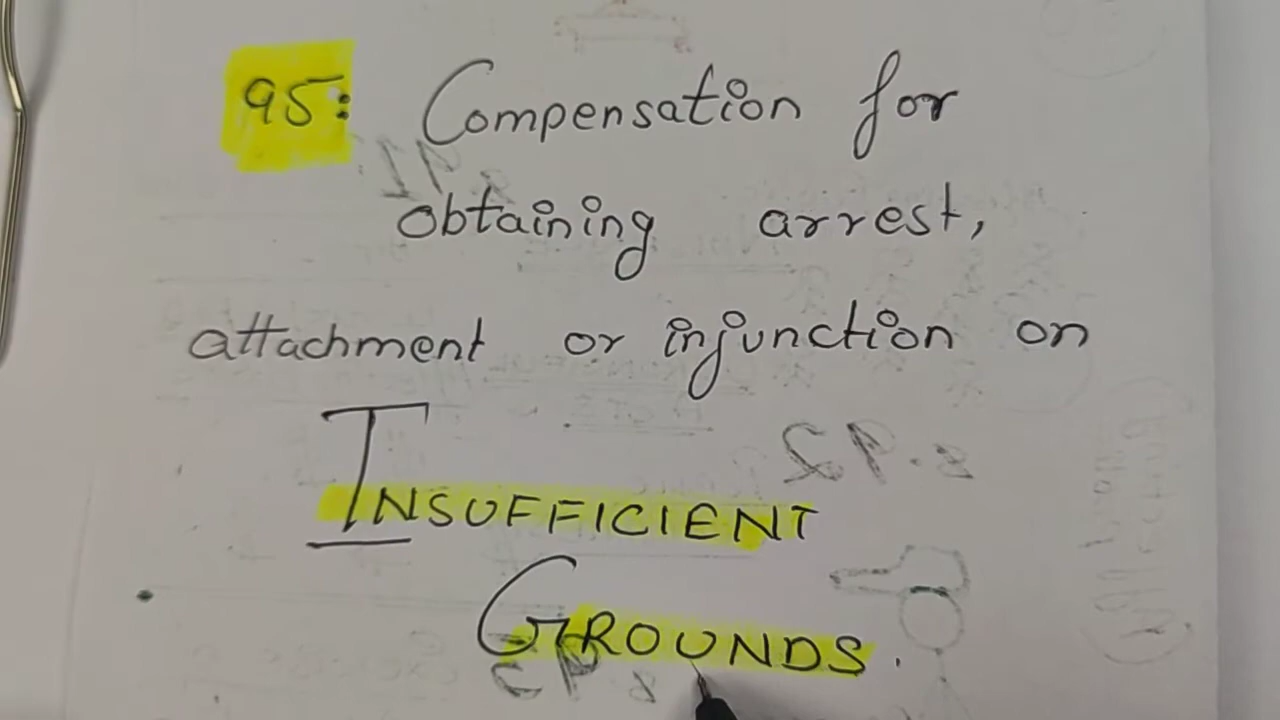 95: Compensation for
obtaining arrest,
attachment or injunction on
INSUFFICIENT
GROUNDS.